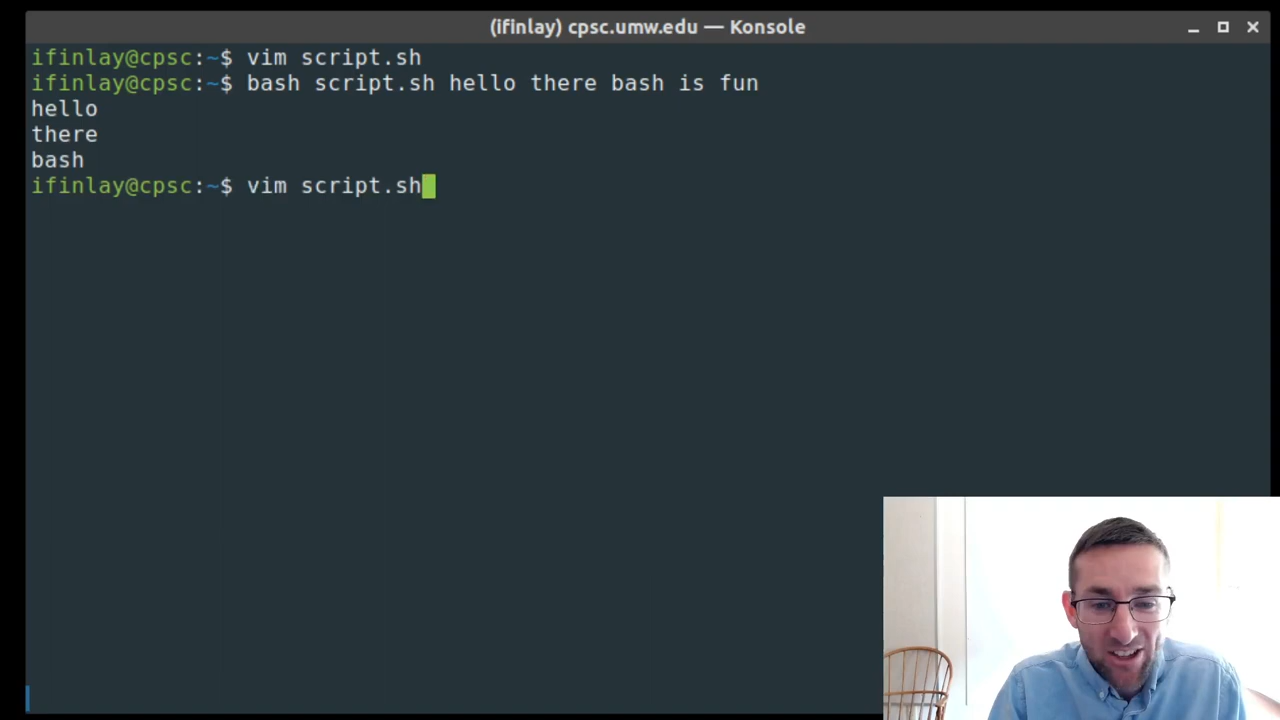 (ifinlay) cpsc.umw.edu — Konsole
ifinlay@cpsc:~$ vim script.sh
ifinlay@cpsc:~$ bash script.sh hello there bash is fun
hello
there
bash
ifinlay@cpsc:~$ vim script.sh